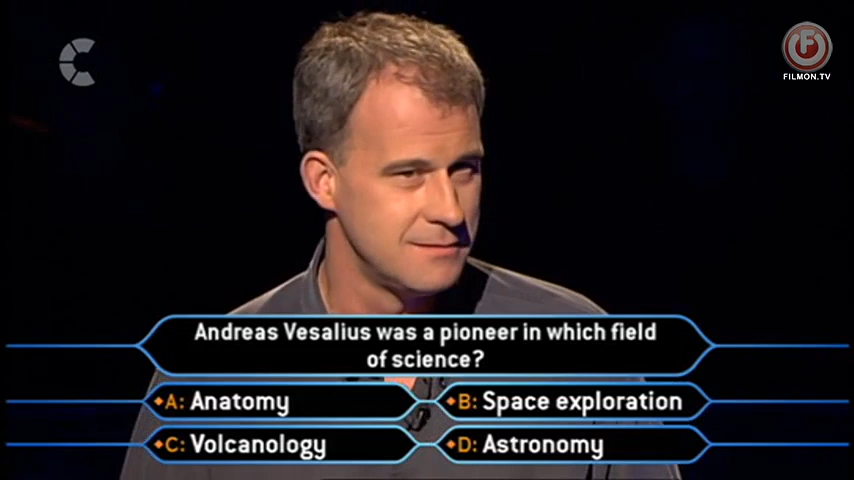 FILMON.TV
Andreas Vesalius was a pioneer in which field
of science?
A: Anatomy
B: Space exploration
C: Volcanology
D: Astronomy